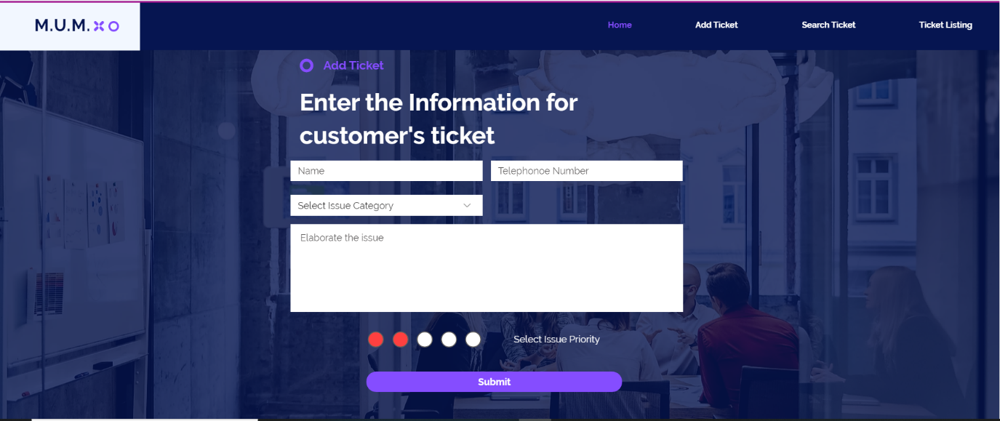 M.U.M.
Home
Add Ticket
Search Ticket
Ticket Listing
Add Ticket
Enter the Information for
customer's ticket
Name
Telephonoe Number
Select Issue Category
Elaborate the issue
Select Issue Priority
Submit